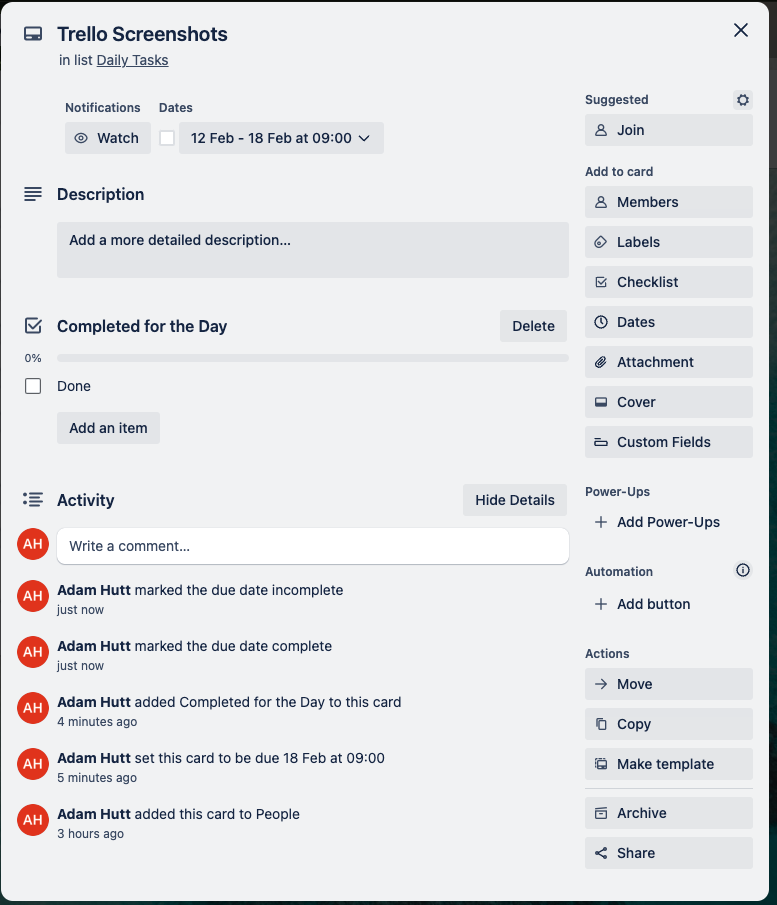 Trello Screenshots
in list Daily Tasks
Notifications
Dates
Watch
12 Feb - 18 Feb at 09:00
Description
Add a more detailed description...
Completed for the Day
Delete
0%
Done
Add an item
Activity
Hide Details
AH
Write a comment...
AH
Adam Hutt marked the due date incomplete
just now
AH
Adam Hutt marked the due date complete
just now
AH
Adam Hutt added Completed for the Day to this card
4 minutes ago
AH
Adam Hutt set this card to be due 18 Feb at 09:00
5 minutes ago
AH
Adam Hutt added this card to People
3 hours ago
Suggested
Join
Add to card
Members
Labels
Checklist
Dates
Attachment
Cover
Custom Fields
Power-Ups
Add Power-Ups
Automation
Add button
Actions
Move
Copy
Make template
Archive
Share